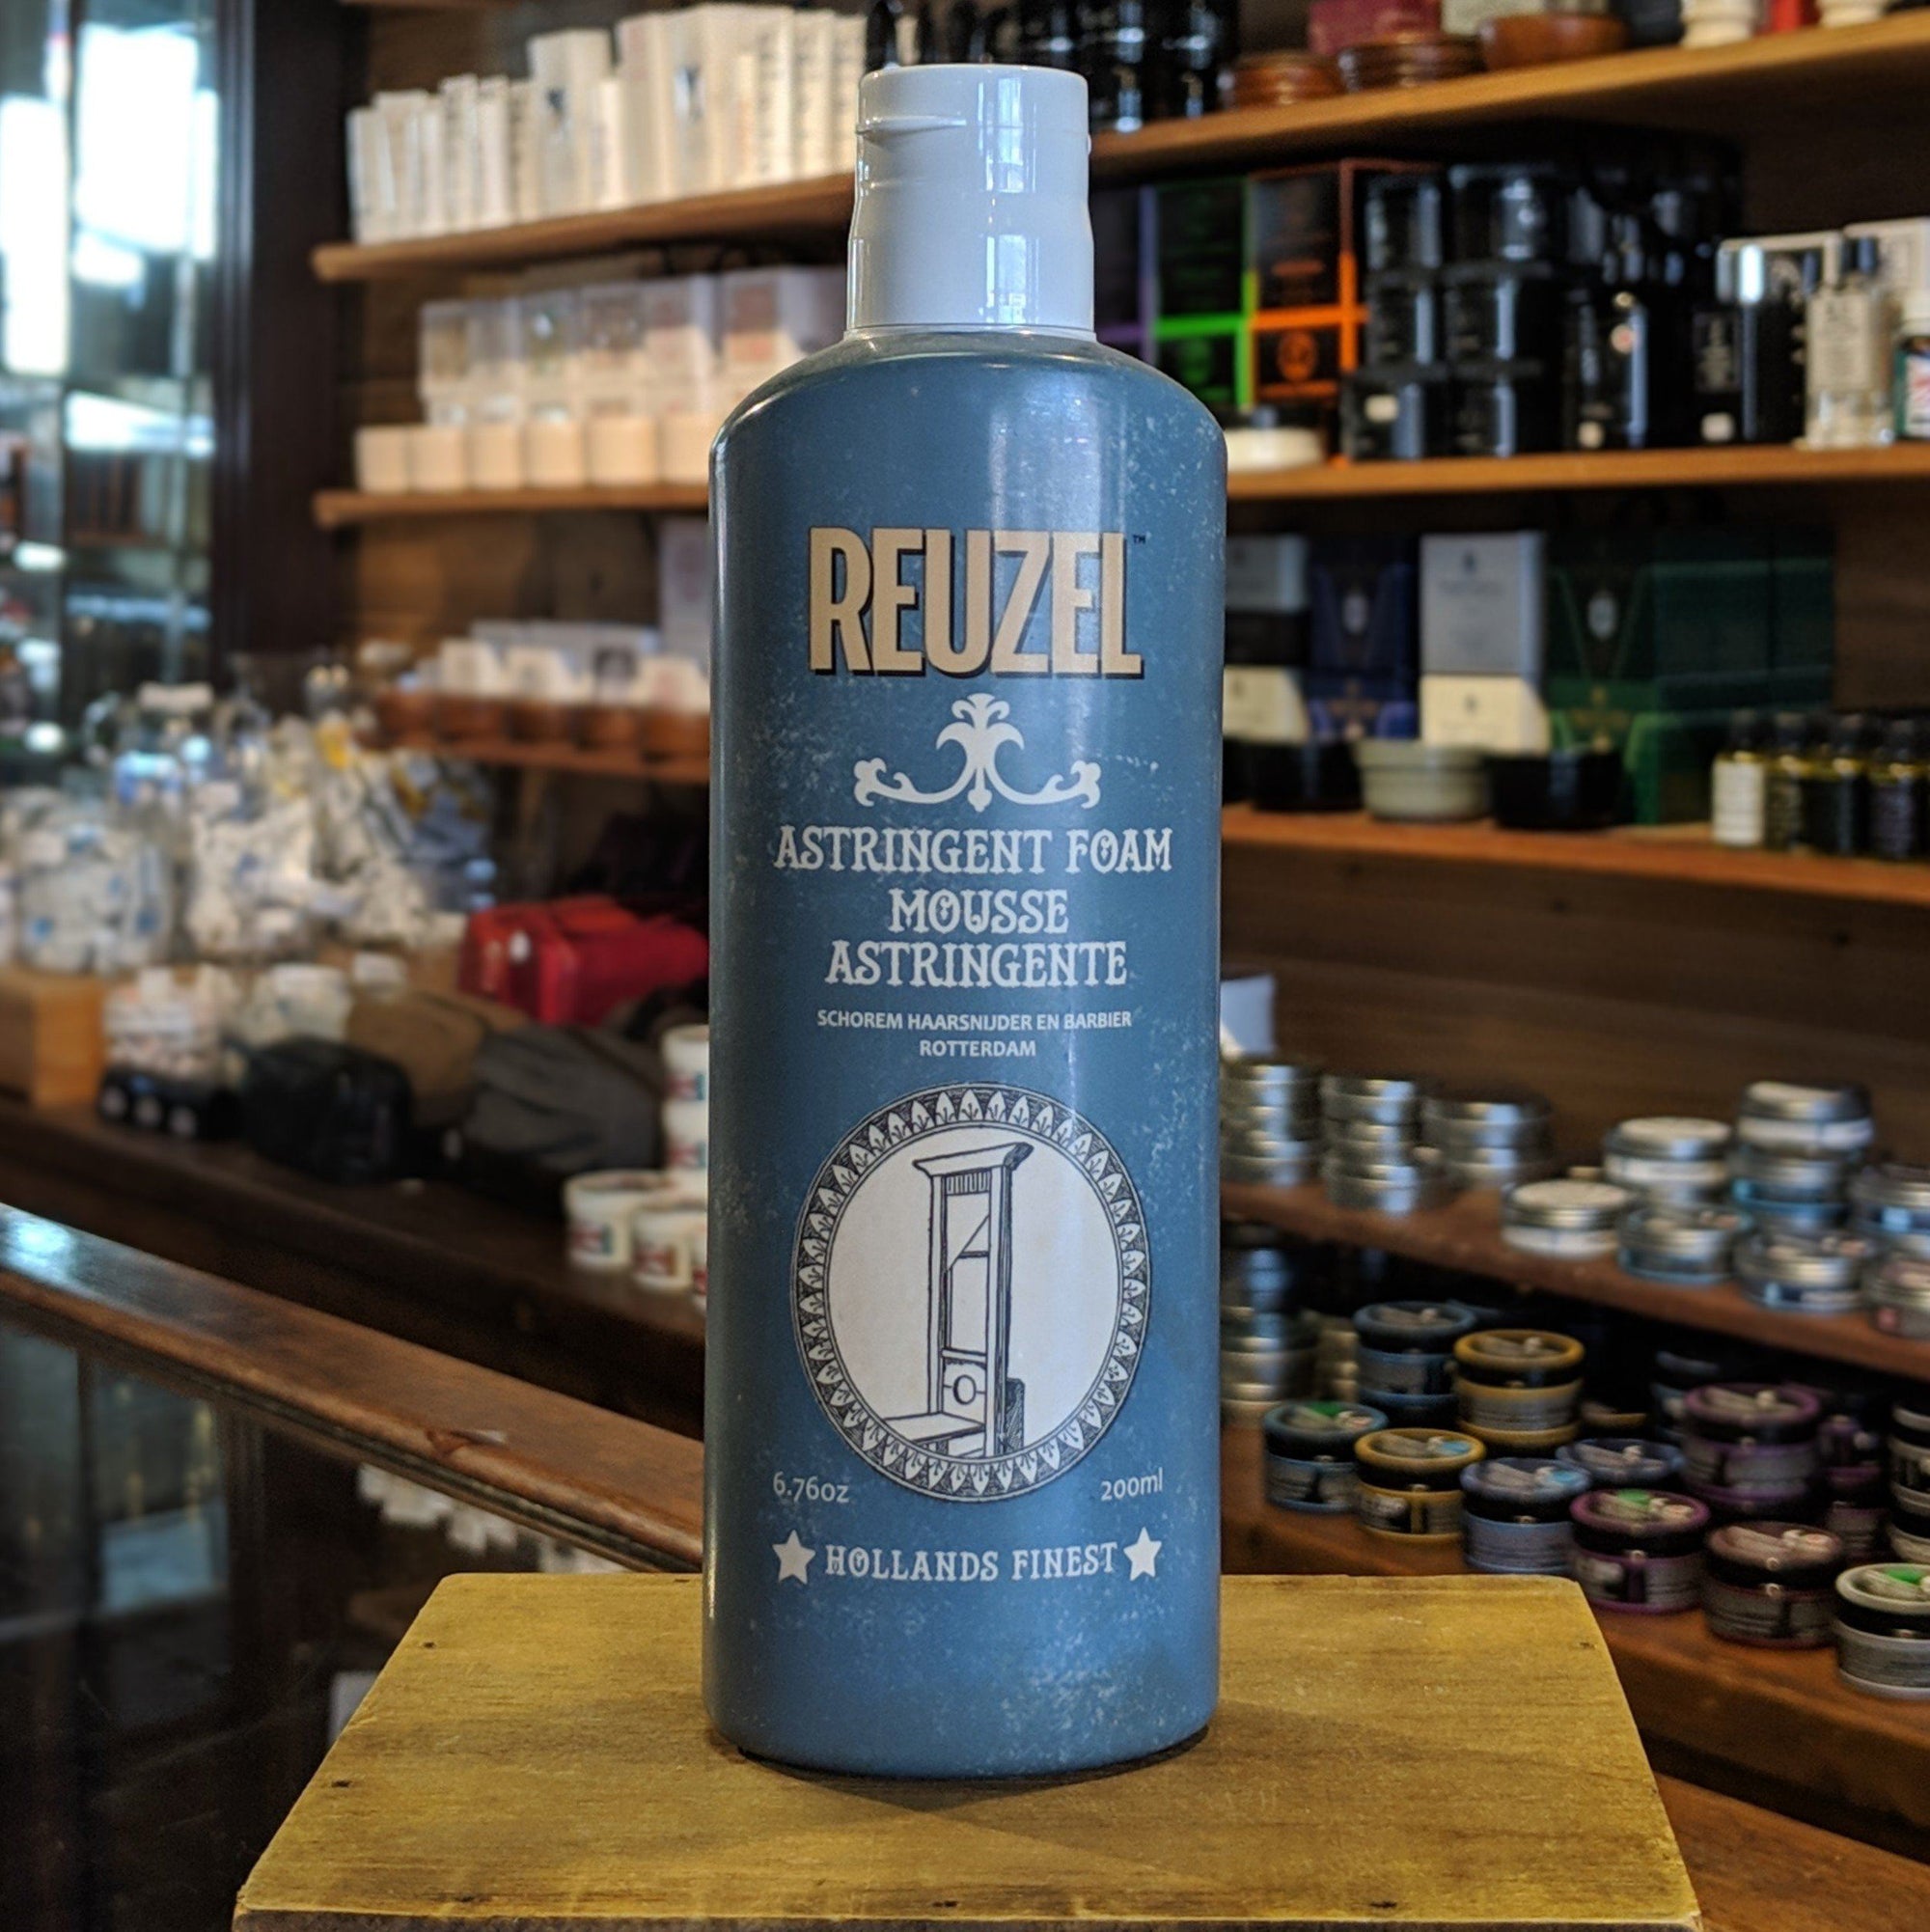 REUZEL™
ASTRINGENT FOAM
MOUSSE
ASTRINGENTE
SCHOREM HAARSNIJDER EN BARBIER
ROTTERDAM
6.76oz 200ml
HOLLANDS FINEST